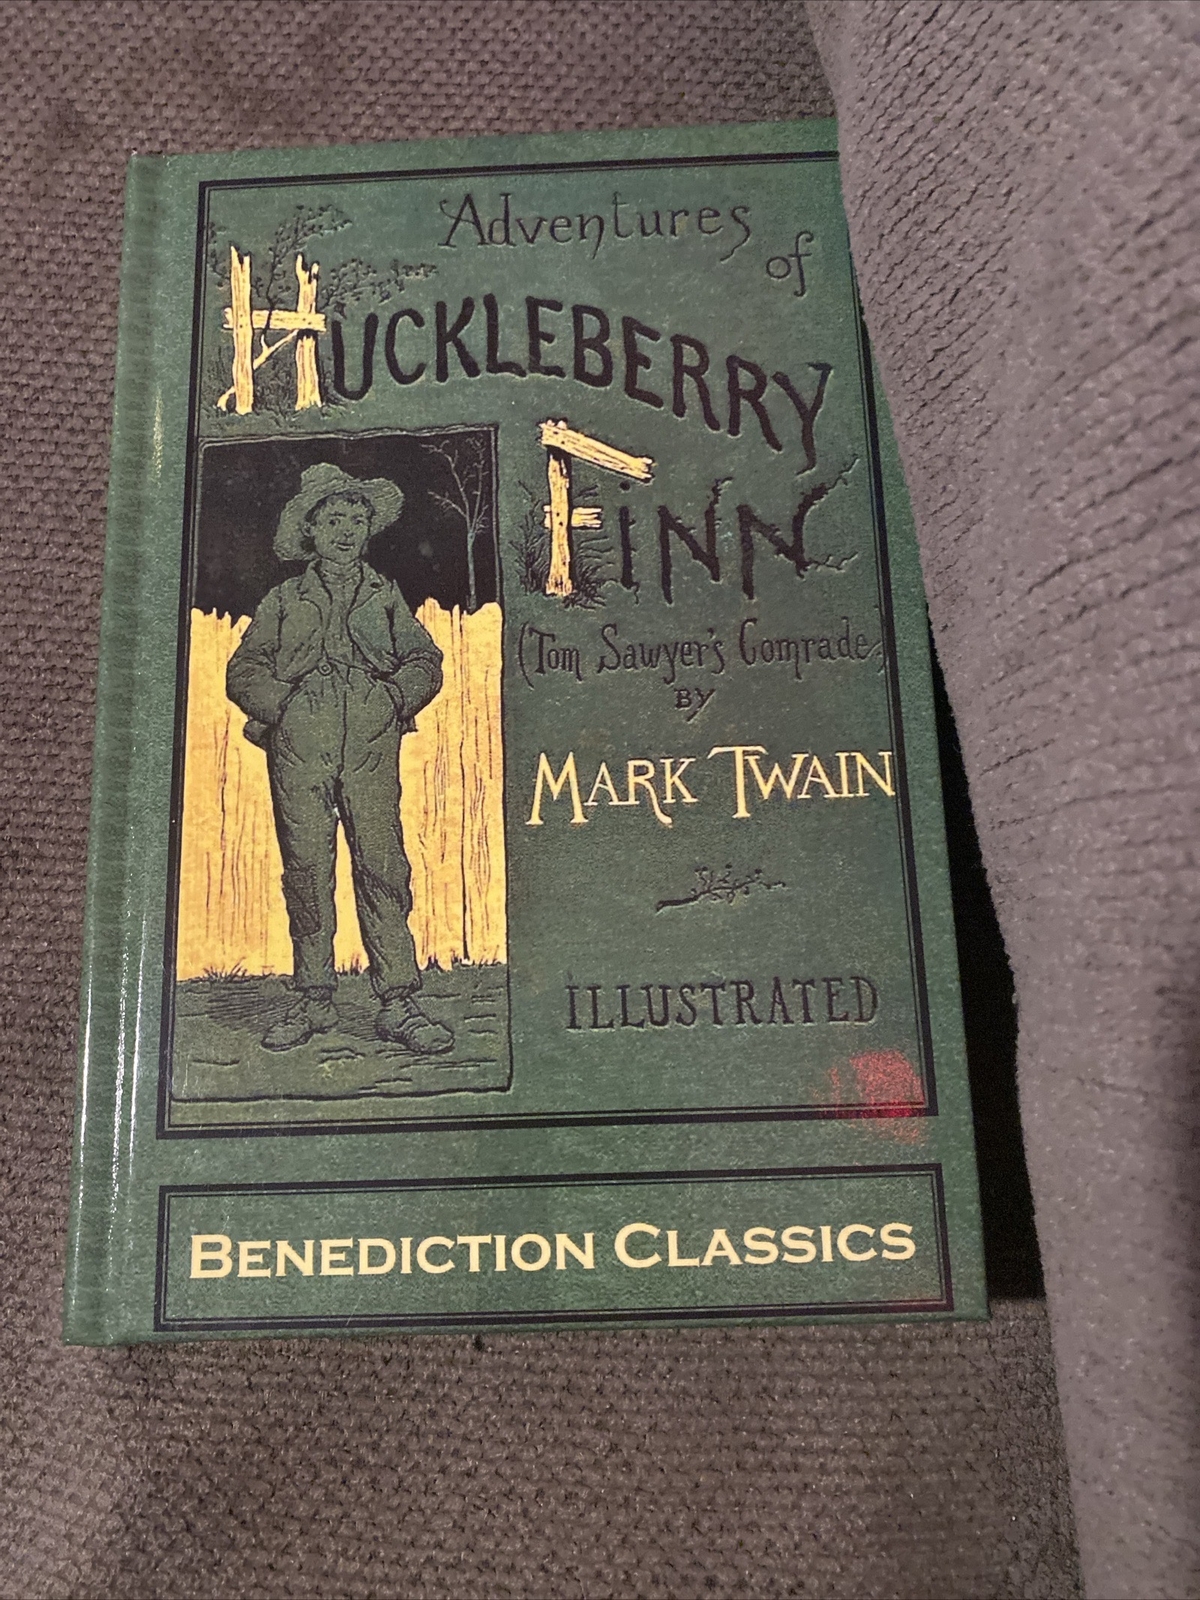 Adventures
of
HUCKLEBERRY
FINN
(Tom Sawyer's Comrade.)
BY
MARK TWAIN
ILLUSTRATED
BENEDICTION CLASSICS